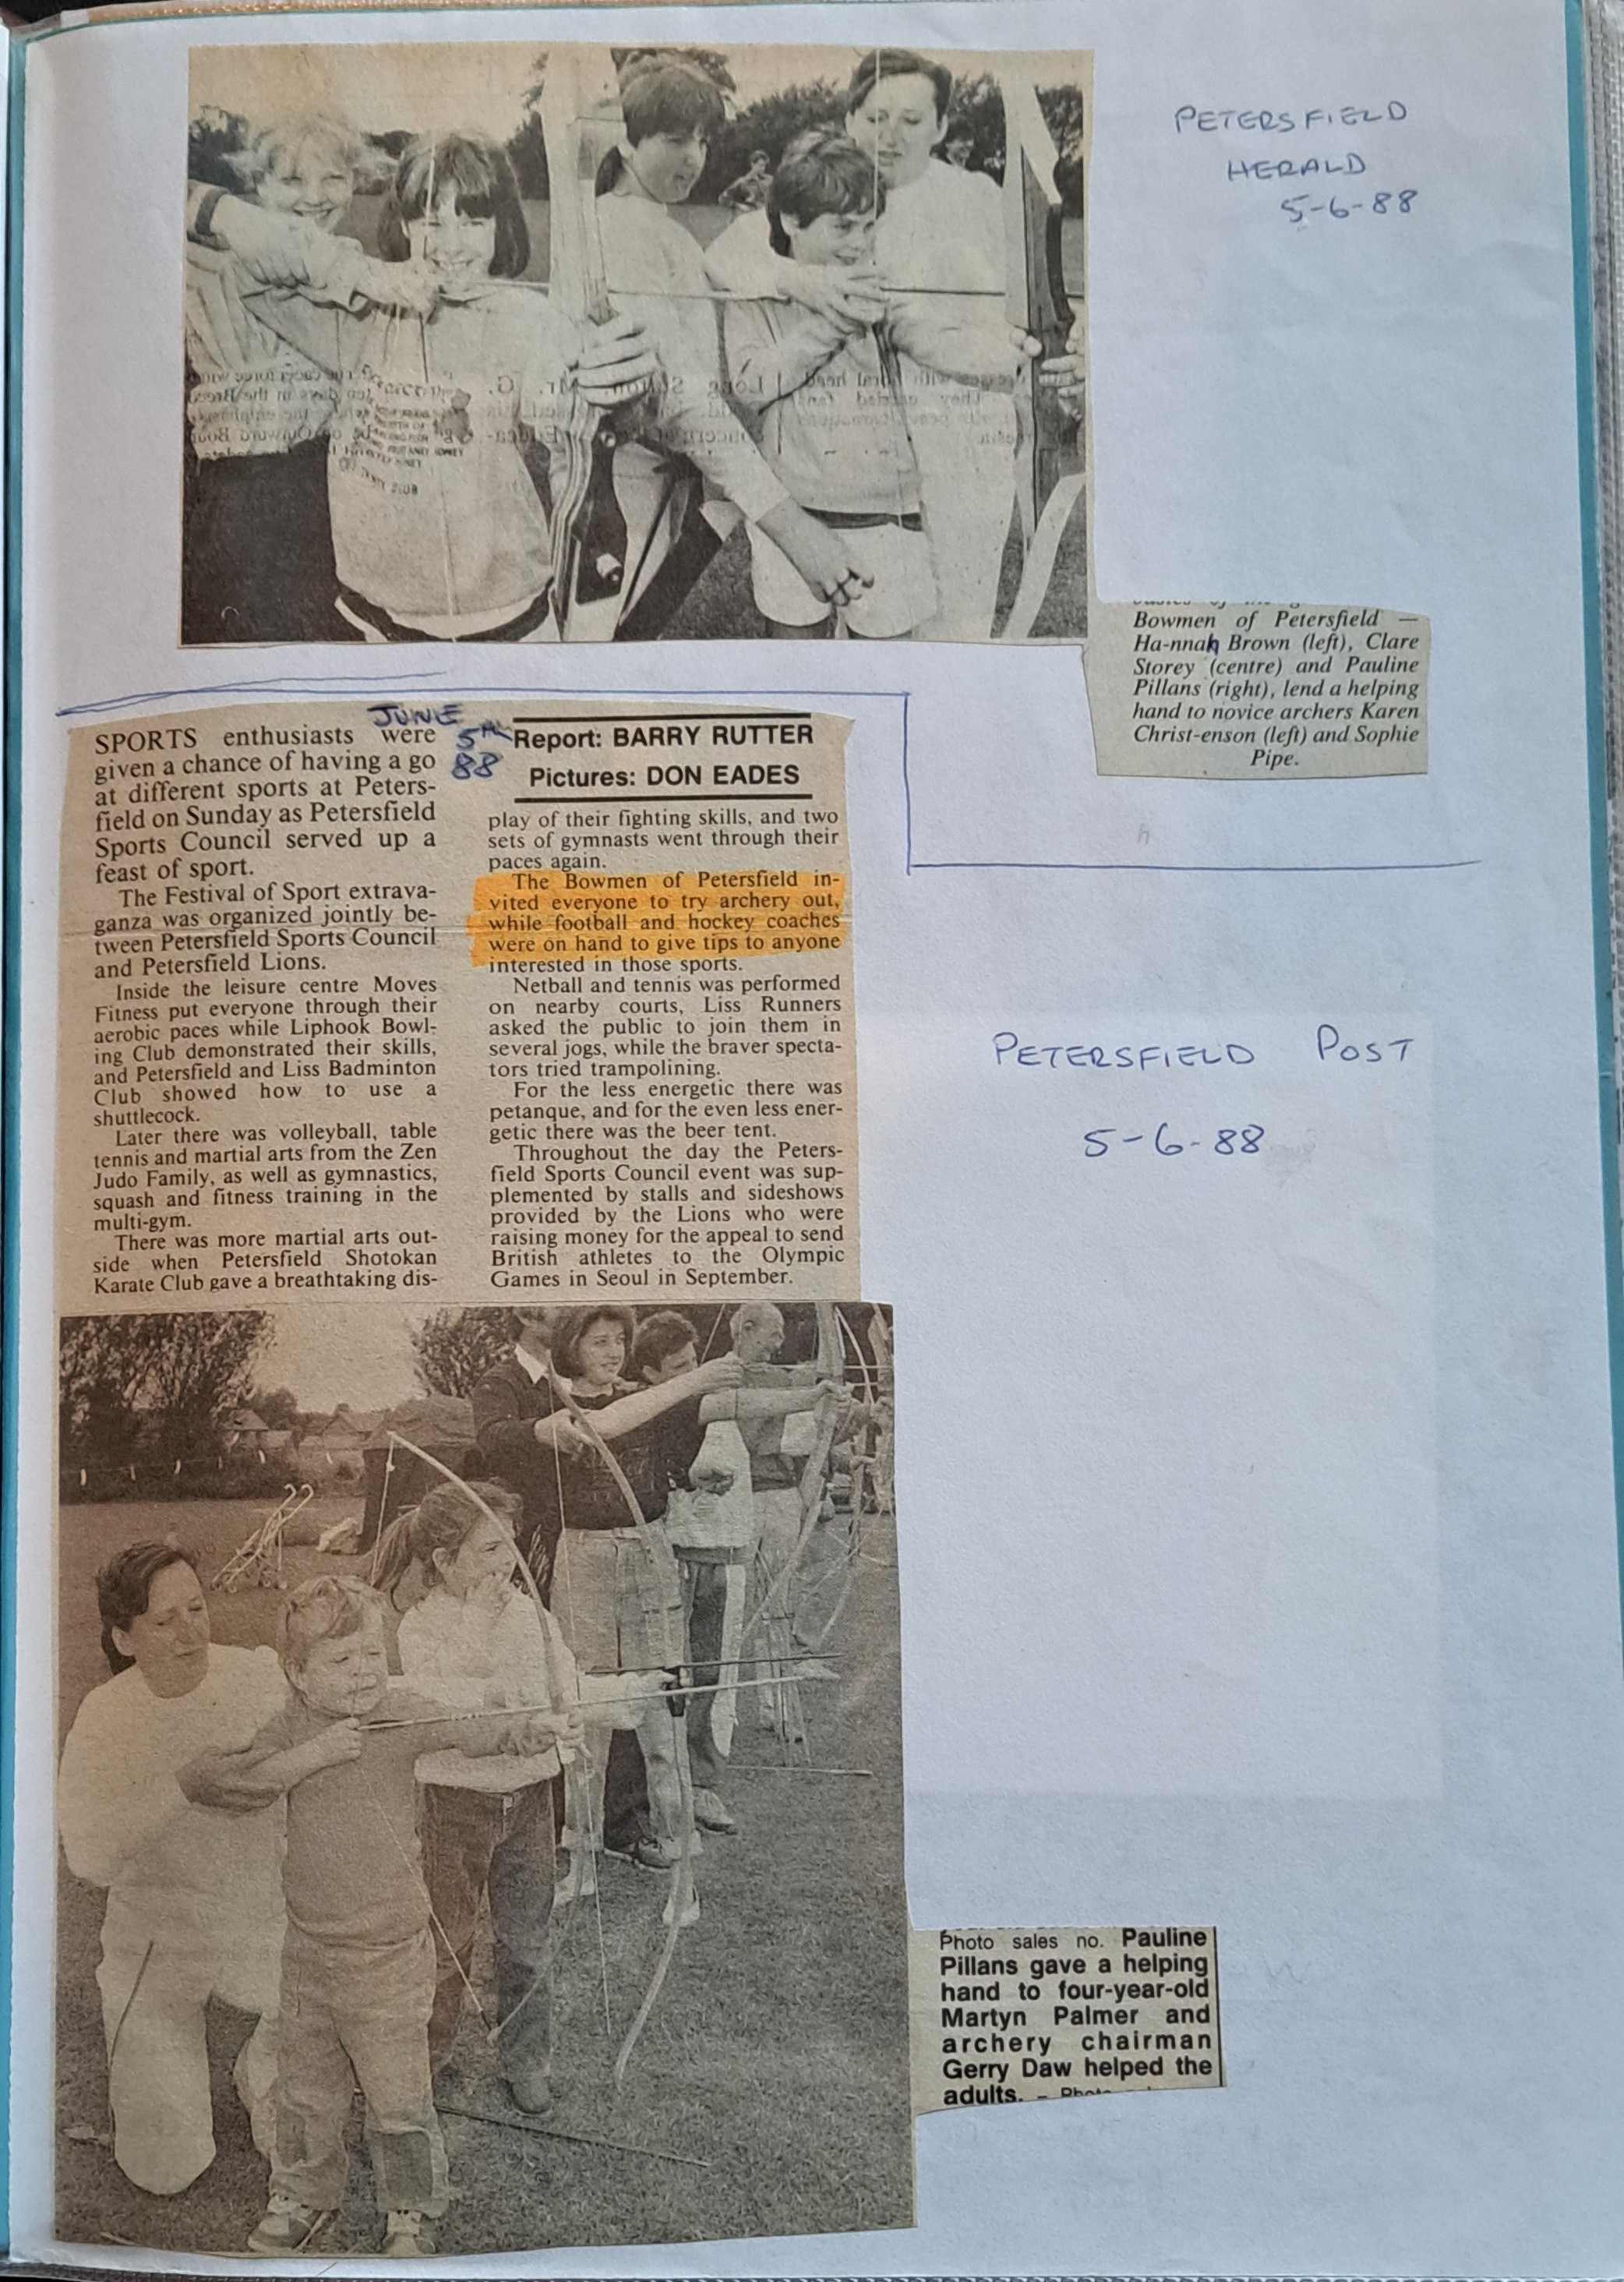 PETERSFIELD
HERALD
5-6-88
Bowmen of Petersfield —
Ha-nnah Brown (left), Clare
Storey (centre) and Pauline
Pillans (right), lend a helping
hand to novice archers Karen
Christ-enson (left) and Sophie
Pipe.
JUNE
5TH
88
SPORTS enthusiasts were
given a chance of having a go
at different sports at Peters-
field on Sunday as Petersfield
Sports Council served up a
feast of sport.
The Festival of Sport extrava-
ganza was organized jointly be-
tween Petersfield Sports Council
and Petersfield Lions.
Inside the leisure centre Moves
Fitness put everyone through their
aerobic paces while Liphook Bowl-
ing Club demonstrated their skills,
and Petersfield and Liss Badminton
Club showed how to use a
shuttlecock.
Later there was volleyball, table
tennis and martial arts from the Zen
Judo Family, as well as gymnastics,
squash and fitness training in the
multi-gym.
There was more martial arts out-
side when Petersfield Shotokan
Karate Club gave a breathtaking dis-
Report: BARRY RUTTER
Pictures: DON EADES
play of their fighting skills, and two
sets of gymnasts went through their
paces again.
The Bowmen of Petersfield in-
vited everyone to try archery out,
while football and hockey coaches
were on hand to give tips to anyone
interested in those sports.
Netball and tennis was performed
on nearby courts, Liss Runners
asked the public to join them in
several jogs, while the braver specta-
tors tried trampolining.
For the less energetic there was
petanque, and for the even less ener-
getic there was the beer tent.
Throughout the day the Peters-
field Sports Council event was sup-
plemented by stalls and sideshows
provided by the Lions who were
raising money for the appeal to send
British athletes to the Olympic
Games in Seoul in September.
PETERSFIELD POST
5-6-88
Photo sales no. Pauline
Pillans gave a helping
hand to four-year-old
Martyn Palmer and
archery chairman
Gerry Daw helped the
adults. –